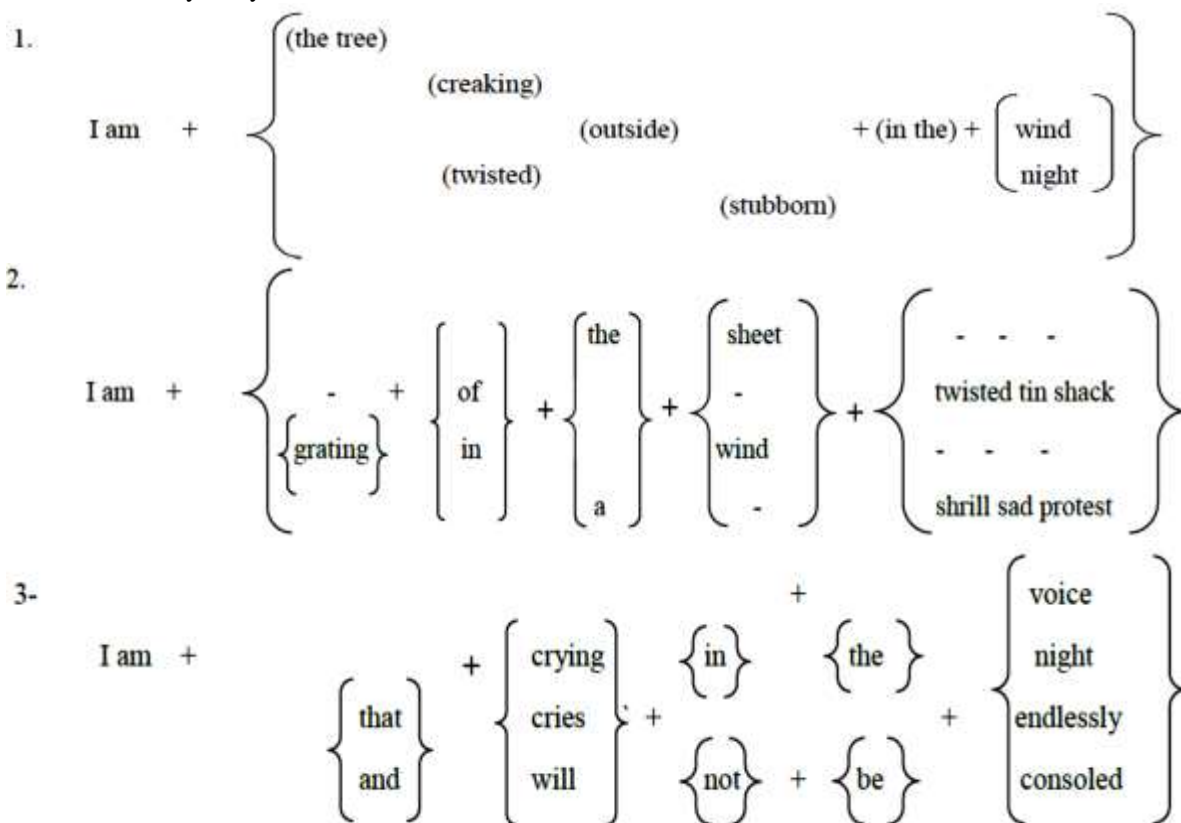 1.
(the tree)
(creaking)
I am + (outside) + (in the) + wind
(twisted) night
(stubborn)
2.
the sheet - - -
I am + - + of + + - + twisted tin shack
grating in wind - - -
a - shrill sad protest
3-
+ voice
I am + + crying in the night
that cries + + endlessly
and will not + be consoled